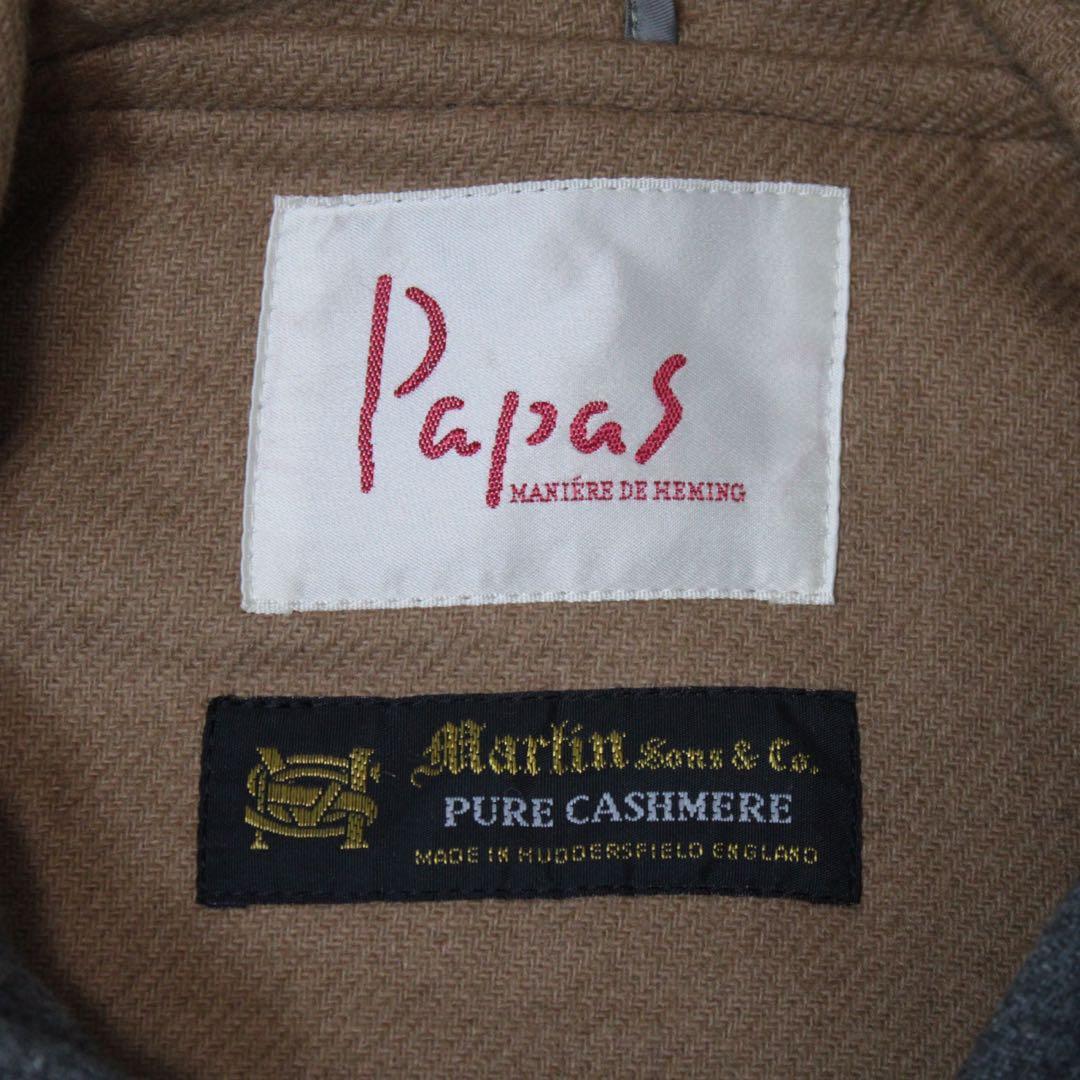 Papas
MANIÉRE DE HEMING
Martin Sons & Co.
PURE CASHMERE
MADE IN HUDDERSFIELD ENGLAND